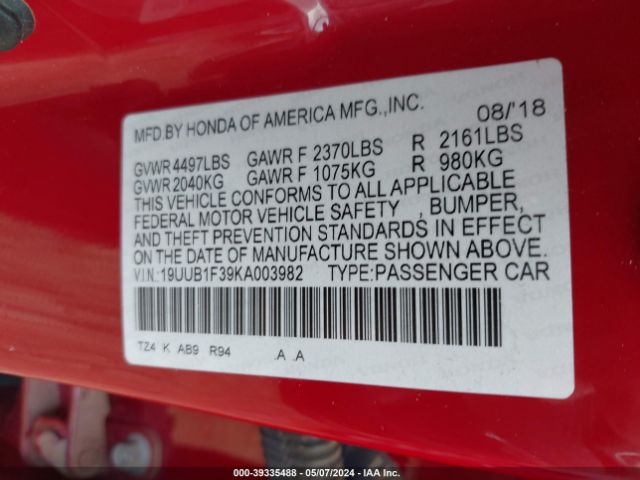 MFD.BY HONDA OF AMERICA MFG.,INC. 08/'18
GVWR 4497LBS GAWR F 2370LBS R 2161LBS
GVWR 2040KG GAWR F 1075KG R 980KG
THIS VEHICLE CONFORMS TO ALL APPLICABLE
FEDERAL MOTOR VEHICLE SAFETY , BUMPER,
AND THEFT PREVENTION STANDARDS IN EFFECT
ON THE DATE OF MANUFACTURE SHOWN ABOVE.
V.I.N.:19UUB1F39KA003982 TYPE:PASSENGER CAR
TZ4 K AB9 R94 .A .A
000-39335488 - 05/07/2024 - IAA Inc.